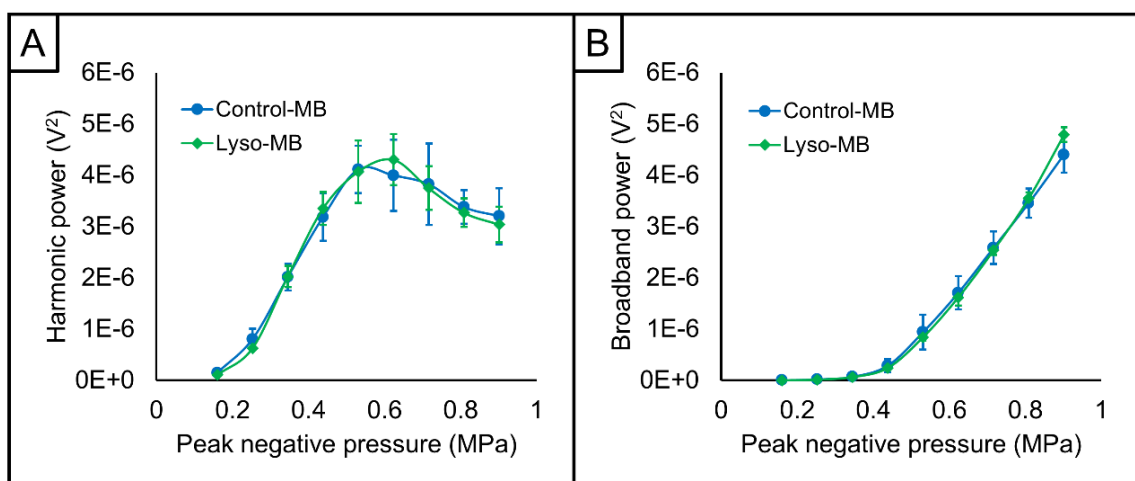 A
6E-6
5E-6
4E-6
3E-6
2E-6
1E-6
0E+0
Harmonic power (V²)
Control-MB
Lyso-MB
0 0.2 0.4 0.6 0.8 1
Peak negative pressure (MPa)
B
6E-6
5E-6
4E-6
3E-6
2E-6
1E-6
0E+0
Broadband power (V²)
Control-MB
Lyso-MB
0 0.2 0.4 0.6 0.8 1
Peak negative pressure (MPa)